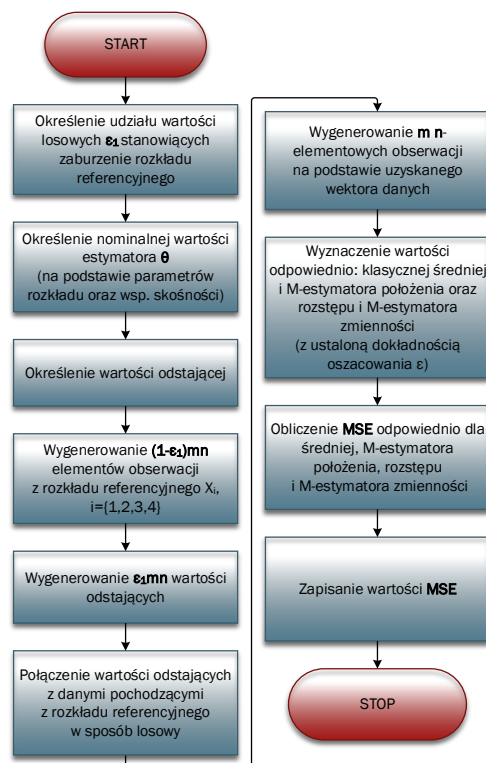 START
Określenie udziału wartości
losowych ε₁ stanowiących
zaburzenie rozkładu
referencyjnego
Określenie nominalnej wartości
estymatora θ
(na podstawie parametrów
rozkładu oraz wsp. skośności)
Określenie wartości odstającej
Wygenerowanie (1-ε₁)mn
elementów obserwacji
z rozkładu referencyjnego Xᵢ,
i={1,2,3,4}
Wygenerowanie ε₁mn wartości
odstających
Połączenie wartości odstających
z danymi pochodzącymi
z rozkładu referencyjnego
w sposób losowy
Wygenerowanie m n-
elementowych obserwacji
na podstawie uzyskanego
wektora danych
Wyznaczenie wartości
odpowiednio: klasycznej średniej
i M-estymatora położenia oraz
rozstępu i M-estymatora
zmienności
(z ustaloną dokładnością
oszacowania ε)
Obliczenie MSE odpowiednio dla
średniej, M-estymatora
położenia, rozstępu
i M-estymatora zmienności
Zapisanie wartości MSE
STOP